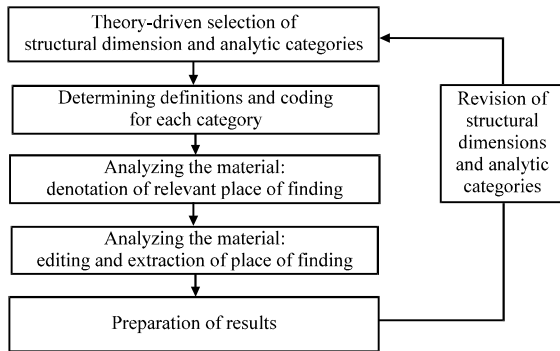 Theory-driven selection of
structural dimension and analytic categories
Determining definitions and coding
for each category
Analyzing the material:
denotation of relevant place of finding
Analyzing the material:
editing and extraction of place of finding
Preparation of results
Revision of
structural
dimensions
and analytic
categories